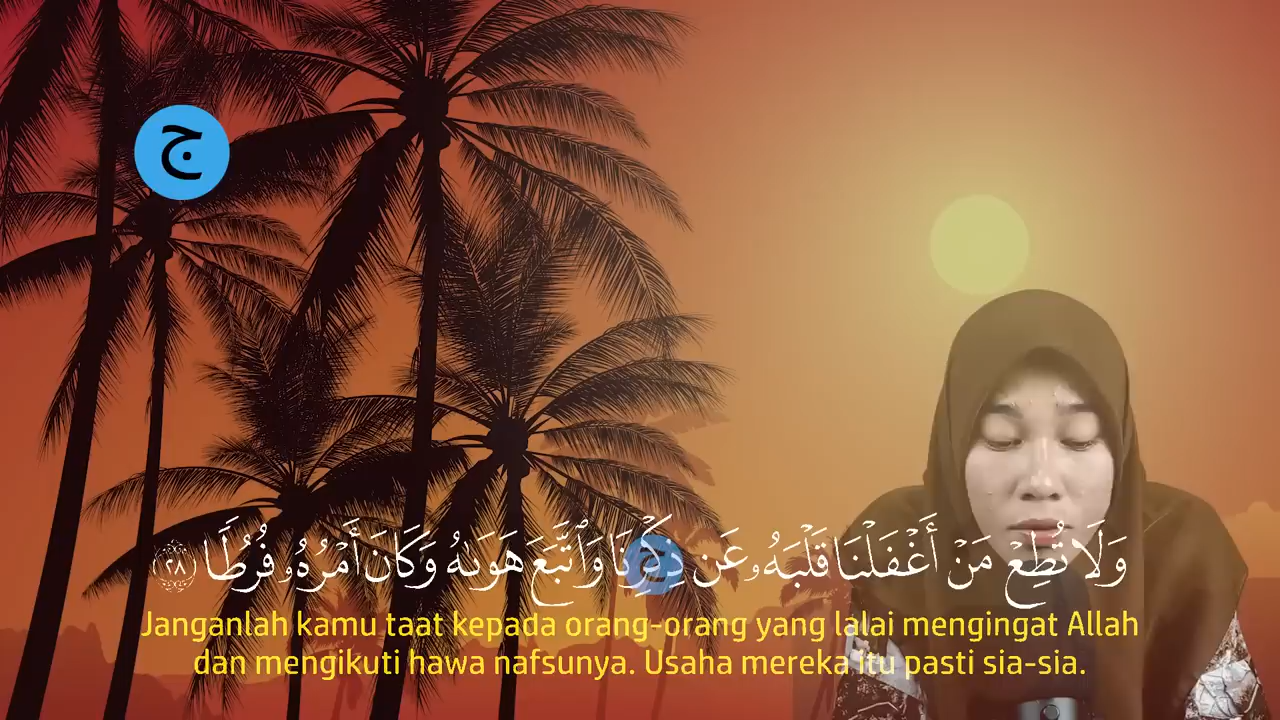 ج
وَلَا تُطِعْ مَنْ أَغْفَلْنَا قَلْبَهُۥ عَن ذِكْرِنَا وَٱتَّبَعَ هَوَىٰهُ وَكَانَ أَمْرُهُۥ فُرُطًا ٢٨
Janganlah kamu taat kepada orang-orang yang lalai mengingat Allah
dan mengikuti hawa nafsunya. Usaha mereka itu pasti sia-sia.